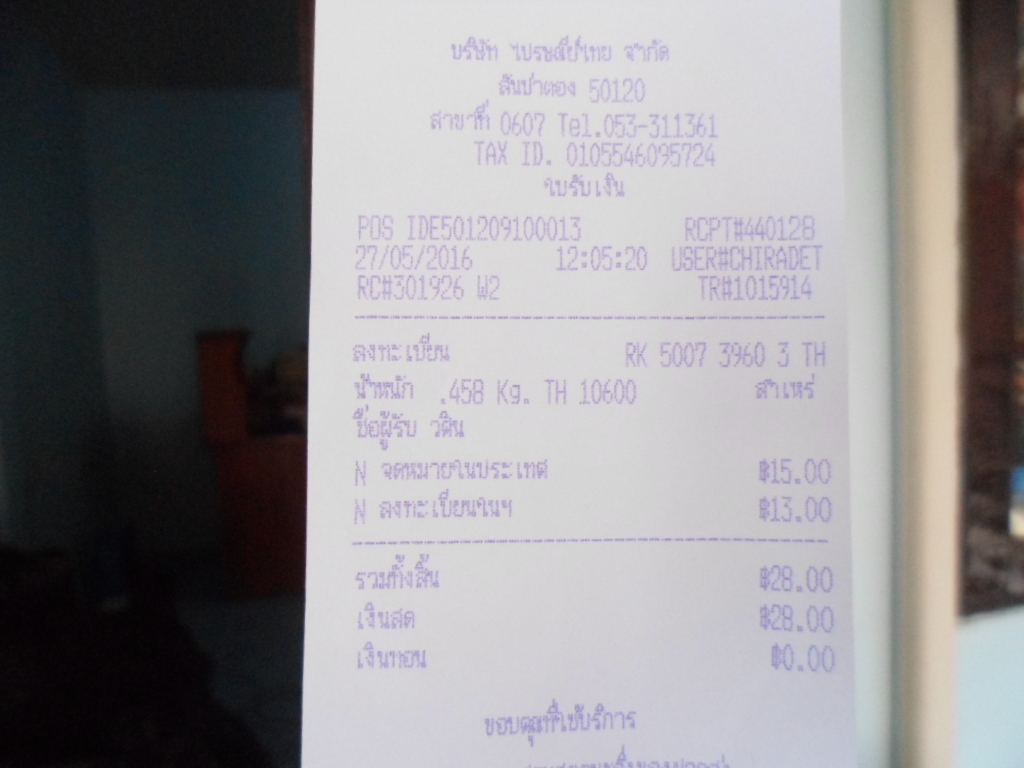 บริษัท ไปรษณีย์ไทย จำกัด
สันป่าตอง 50120
สาขาที่ 0607 Tel.053-311361
TAX ID. 0105546095724
ใบรับเงิน
POS IDE501209100013 RCPT#440128
27/05/2016 12:05:20 USER#CHIRADET
RC#301926 W2 TR#1015914
ลงทะเบียน RK 5007 3960 3 TH
น้ำหนัก .458 Kg. TH 10600 สำเหร่
ชื่อผู้รับ วศิน
N จดหมายในประเทศ ฿15.00
N ลงทะเบียนในฯ ฿13.00
รวมทั้งสิ้น ฿28.00
เงินสด ฿28.00
เงินทอน ฿0.00
ขอบคุณที่ใช้บริการ